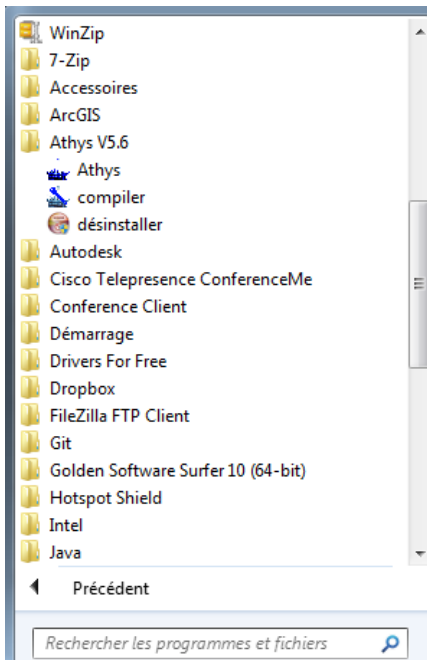 WinZip
7-Zip
Accessoires
ArcGIS
Athys V5.6
Athys
compiler
désinstaller
Autodesk
Cisco Telepresence ConferenceMe
Conference Client
Démarrage
Drivers For Free
Dropbox
FileZilla FTP Client
Git
Golden Software Surfer 10 (64-bit)
Hotspot Shield
Intel
Java
Précédent
Rechercher les programmes et fichiers